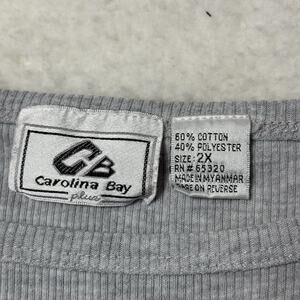 CB
Carolina Bay
plus
60% COTTON
40% POLYESTER
SIZE: 2X
RN# 65320
MADE IN MYANMAR
CARE ON REVERSE